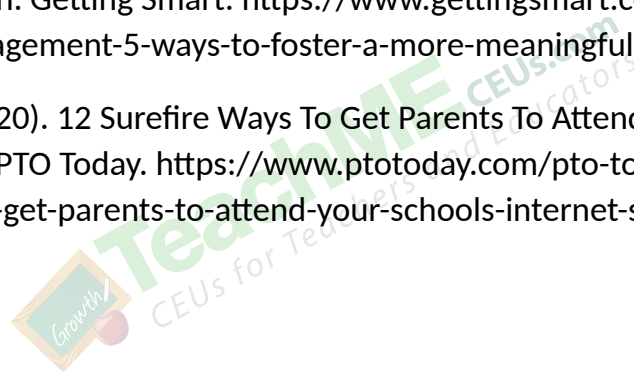 n. Getting Smart. https://www.gettingsmart.c
agement-5-ways-to-foster-a-more-meaningful
20). 12 Surefire Ways To Get Parents To Attend
PTO Today. https://www.ptotoday.com/pto-to
-get-parents-to-attend-your-schools-internet-s
TeachME CEUs.com
CEUs for Teachers and Educators
Growth!